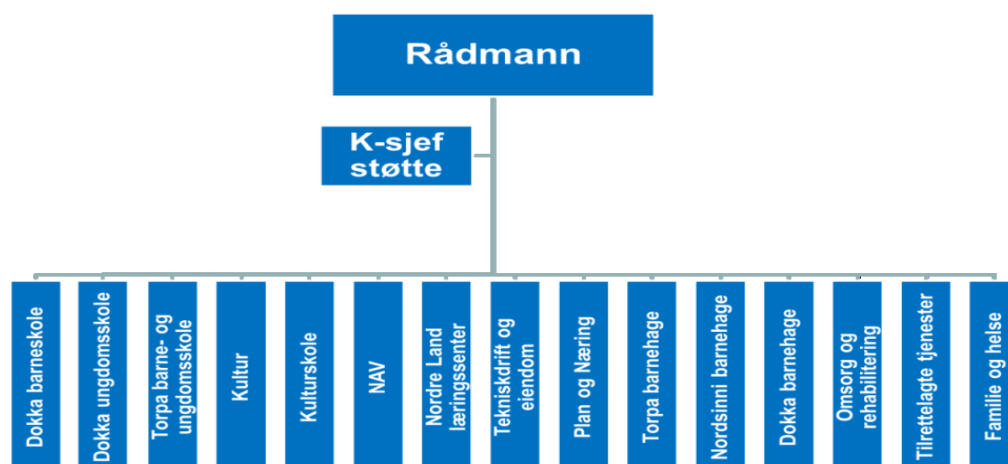 Rådmann
K-sjef
støtte
Dokka barneskole
Dokka ungdomsskole
Torpa barne- og
ungdomsskole
Kultur
Kulturskole
NAV
Nordre Land
læringssenter
Tekniskdrift og
eiendom
Plan og Næring
Torpa barnehage
Nordsinni barnehage
Dokka barnehage
Omsorg og
rehabilitering
Tilrettelagte tjenester
Familie og helse